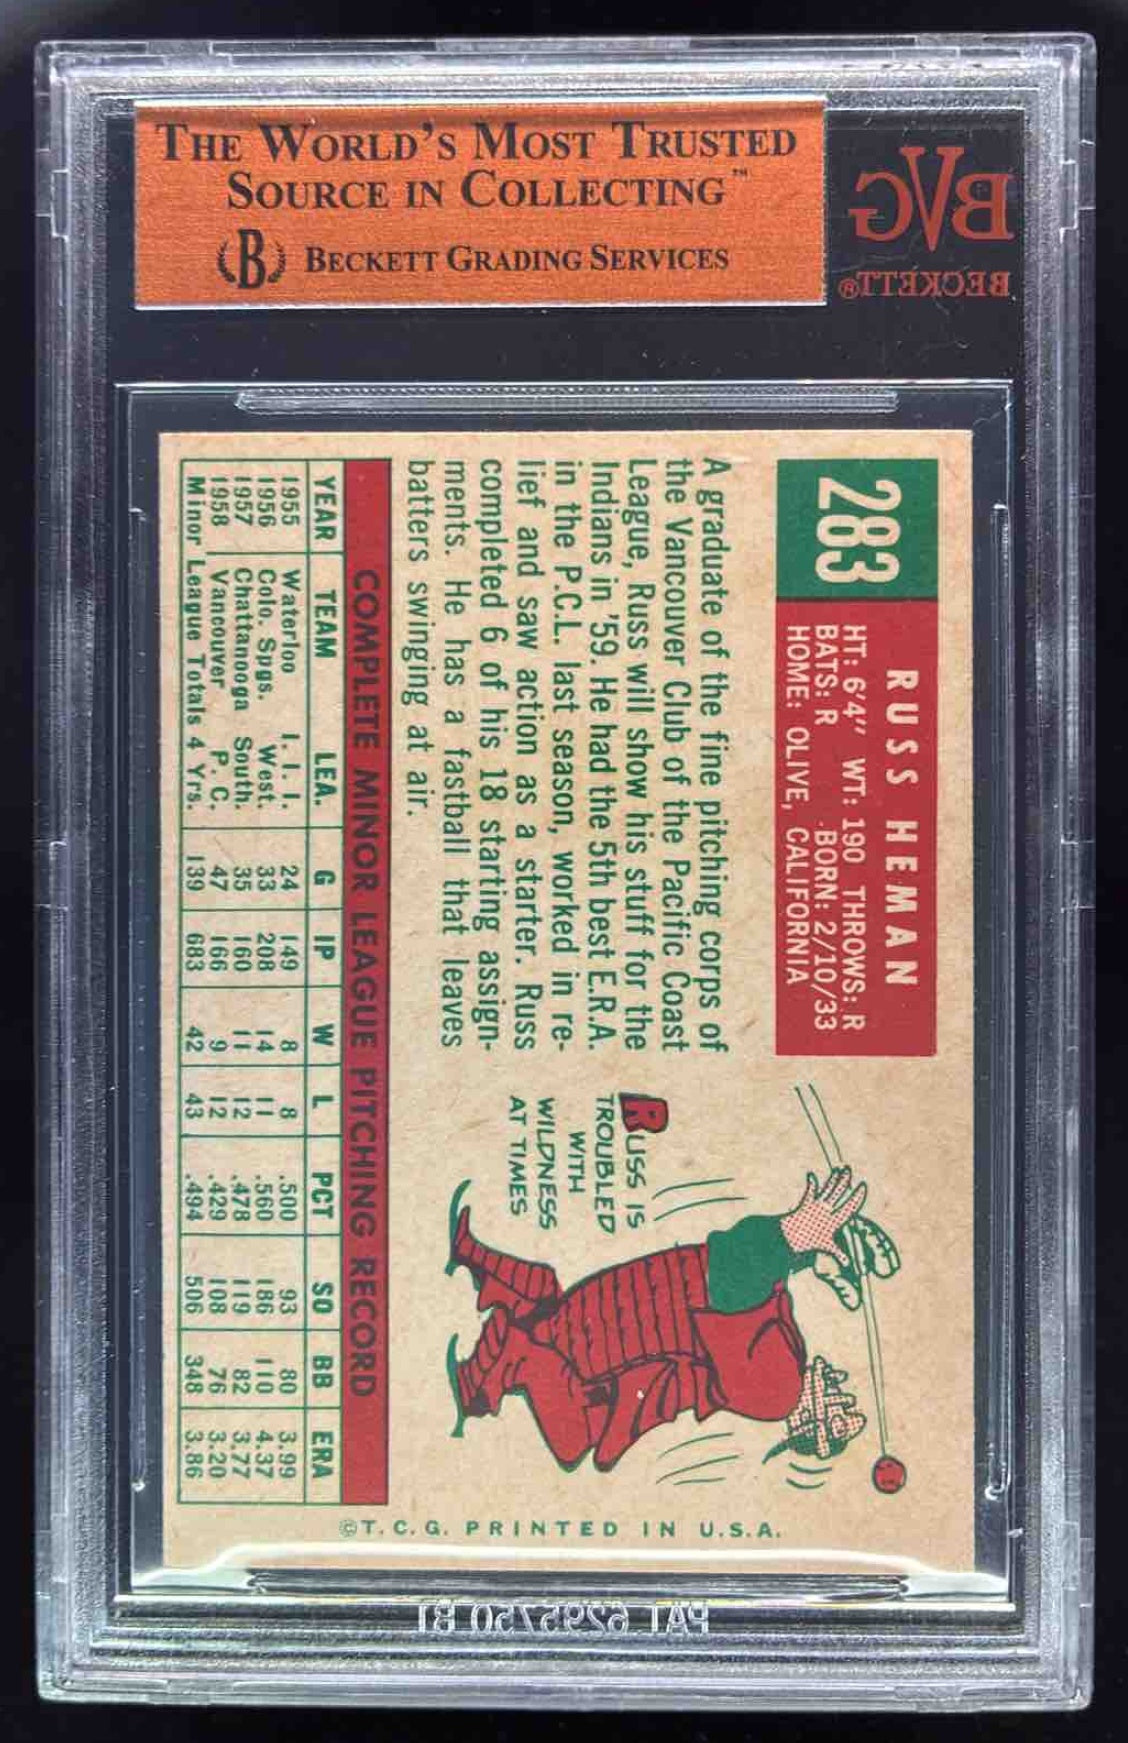 THE WORLD'S MOST TRUSTED
SOURCE IN COLLECTING™
B BECKETT GRADING SERVICES
BVG
BECKETT®
283
RUSS HEMAN
HT: 6'4" WT: 190 THROWS: R
BATS: R BORN: 2/10/33
HOME: OLIVE, CALIFORNIA
A graduate of the fine pitching corps of
the Vancouver Club of the Pacific Coast
League, Russ will show his stuff for the
Indians in '59. He had the 5th best E.R.A.
in the P.C.L. last season, worked in re-
lief and saw action as a starter. Russ
completed 6 of his 18 starting assign-
ments. He has a fastball that leaves
batters swinging at air.
RUSS IS
TROUBLED
WITH
WILDNESS
AT TIMES
COMPLETE MINOR LEAGUE PITCHING RECORD
YEAR TEAM LEA. G IP W L PCT SO BB ERA
1955 Waterloo I. I. I. 24 149 8 8 .500 93 80 3.99
1956 Colo. Spgs. West. 33 208 14 11 .560 186 110 4.37
1957 Chattanooga South. 35 160 11 12 .478 119 82 3.77
1958 Vancouver P. C. 47 166 9 12 .429 108 76 3.20
Minor League Totals 4 Yrs. 139 683 42 43 .494 506 348 3.86
©T.C.G. PRINTED IN U.S.A.